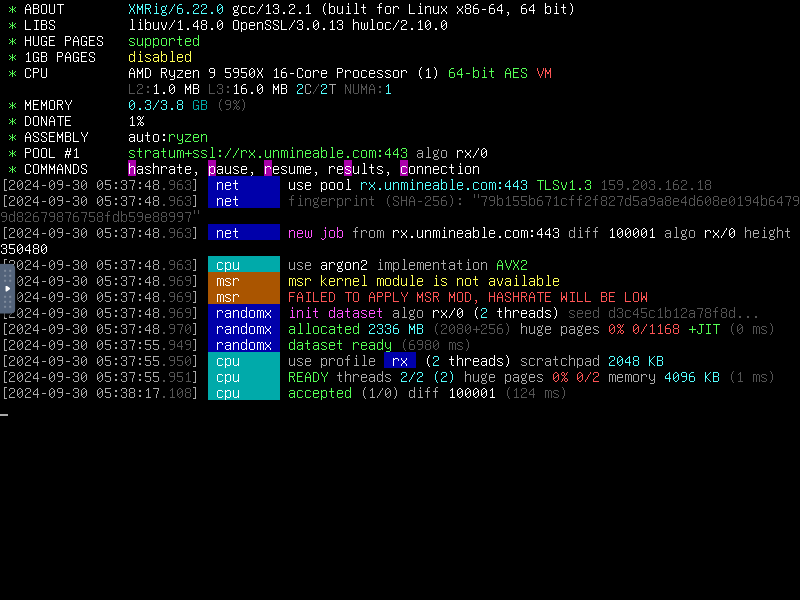 * ABOUT XMRig/6.22.0 gcc/13.2.1 (built for Linux x86-64, 64 bit)
* LIBS libuv/1.48.0 OpenSSL/3.0.13 hwloc/2.10.0
* HUGE PAGES supported
* 1GB PAGES disabled
* CPU AMD Ryzen 9 5950X 16-Core Processor (1) 64-bit AES VM
L2:1.0 MB L3:16.0 MB 2C/2T NUMA:1
* MEMORY 0.3/3.8 GB (9%)
* DONATE 1%
* ASSEMBLY auto:ryzen
* POOL #1 stratum+ssl://rx.unmineable.com:443 algo rx/0
* COMMANDS hashrate, pause, resume, results, connection
[2024-09-30 05:37:48.963] net use pool rx.unmineable.com:443 TLSv1.3 159.203.162.18
[2024-09-30 05:37:48.963] net fingerprint (SHA-256): "79b155b671cff2f827d5a9a8e4d608e0194b6479
9d82679876758fdb59e88997"
[2024-09-30 05:37:48.963] net new job from rx.unmineable.com:443 diff 100001 algo rx/0 height
350480
2024-09-30 05:37:48.963] cpu use argon2 implementation AVX2
2024-09-30 05:37:48.969] msr msr kernel module is not available
2024-09-30 05:37:48.969] msr FAILED TO APPLY MSR MOD, HASHRATE WILL BE LOW
[2024-09-30 05:37:48.969] randomx init dataset algo rx/0 (2 threads) seed d3c45c1b12a78f8d...
[2024-09-30 05:37:48.970] randomx allocated 2336 MB (2080+256) huge pages 0% 0/1168 +JIT (0 ms)
[2024-09-30 05:37:55.949] randomx dataset ready (6980 ms)
[2024-09-30 05:37:55.950] cpu use profile rx (2 threads) scratchpad 2048 KB
[2024-09-30 05:37:55.951] cpu READY threads 2/2 (2) huge pages 0% 0/2 memory 4096 KB (1 ms)
[2024-09-30 05:38:17.108] cpu accepted (1/0) diff 100001 (124 ms)